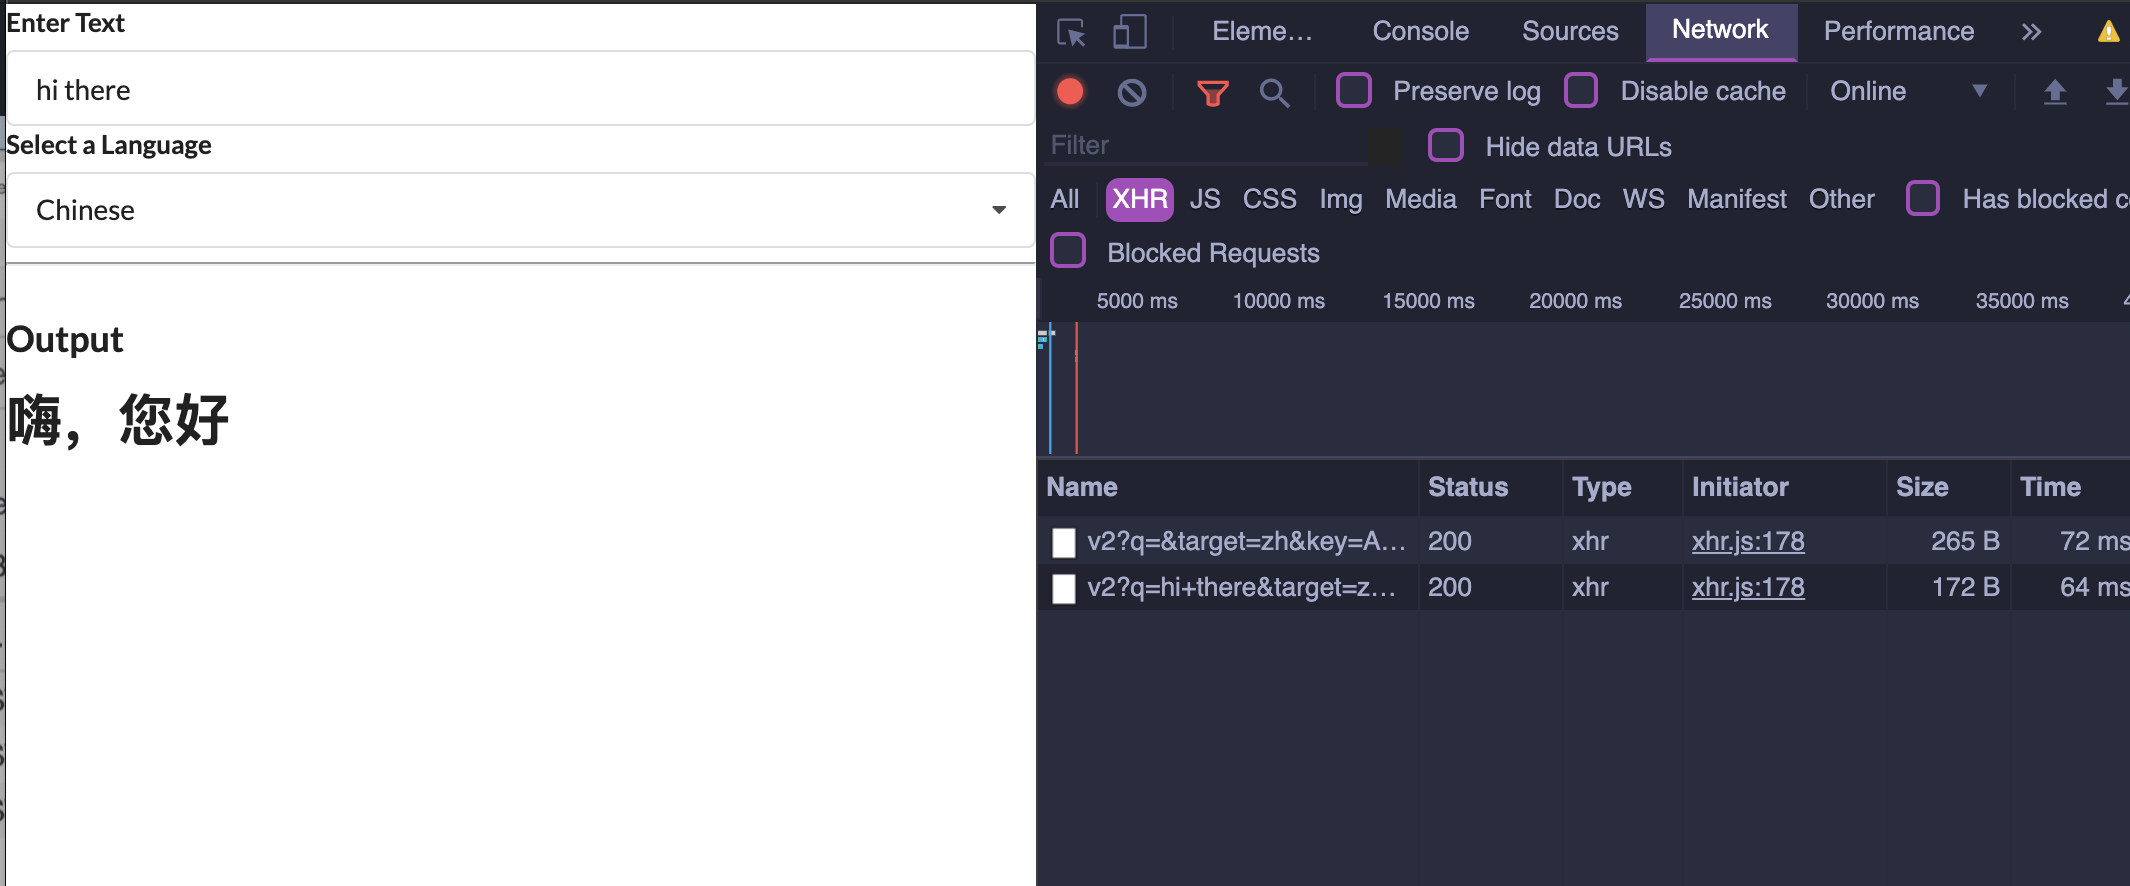 Enter Text
hi there
Select a Language
Chinese
Output
嗨，您好
Eleme… Console Sources Network Performance
Preserve log Disable cache Online
Filter Hide data URLs
All XHR JS CSS Img Media Font Doc WS Manifest Other Has blocked
Blocked Requests
5000 ms 10000 ms 15000 ms 20000 ms 25000 ms 30000 ms 35000 ms
Name Status Type Initiator Size Time
v2?q=&target=zh&key=A… 200 xhr xhr.js:178 265 B 72 ms
v2?q=hi+there&target=z… 200 xhr xhr.js:178 172 B 64 ms